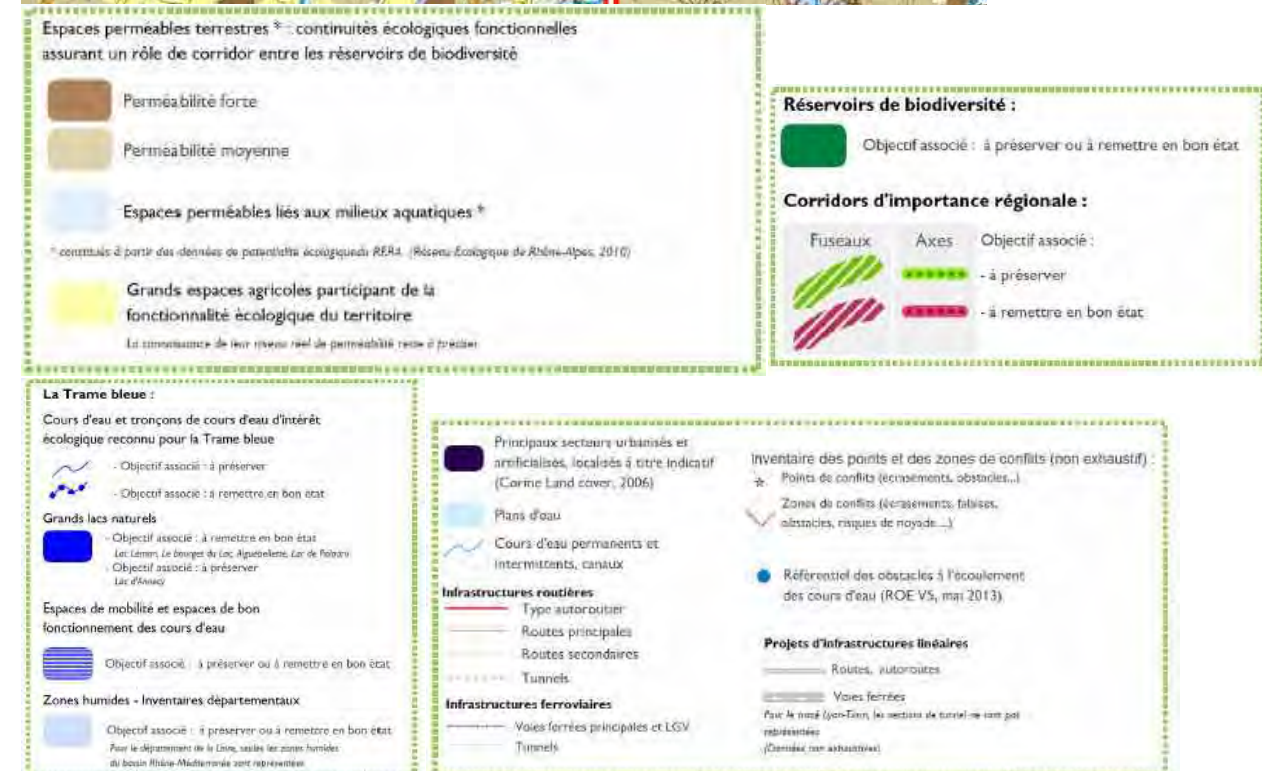 Espaces perméables terrestres * : continuités écologiques fonctionnelles
assurant un rôle de corridor entre les réservoirs de biodiversité
Perméabilité forte
Perméabilité moyenne
Espaces perméables liés aux milieux aquatiques *
* constitués à partir des données de potentialité écologiques du RERA (Réseau Écologique de Rhône-Alpes, 2010)
Grands espaces agricoles participant de la
fonctionnalité écologique du territoire
La connaissance de leur niveau réel de perméabilité reste à préciser
Réservoirs de biodiversité :
Objectif associé : à préserver ou à remettre en bon état
Corridors d'importance régionale :
Fuseaux Axes Objectif associé :
- à préserver
- à remettre en bon état
La Trame bleue :
Cours d'eau et tronçons de cours d'eau d'intérêt
écologique reconnu pour la Trame bleue
- Objectif associé : à préserver
- Objectif associé : à remettre en bon état
Grands lacs naturels
- Objectif associé : à remettre en bon état
Lac Léman, Le bourget du Lac, Aiguebelette, Lac de Paladru
- Objectif associé : à préserver
Lac d'Annecy
Espaces de mobilité et espaces de bon
fonctionnement des cours d'eau
Objectif associé : à préserver ou à remettre en bon état
Zones humides - Inventaires départementaux
Objectif associé : à préserver ou à remettre en bon état
Pour le département de la Loire, seules les zones humides
du bassin Rhône-Méditerranée sont représentées
Principaux secteurs urbanisés et
artificialisés, localisés à titre indicatif
(Corine Land cover, 2006)
Plans d'eau
Cours d'eau permanents et
intermittents, canaux
Infrastructures routières
Type autoroutier
Routes principales
Routes secondaires
Tunnels
Infrastructures ferroviaires
Voies ferrées principales et LGV
Tunnels
Inventaire des points et des zones de conflits (non exhaustif) :
Points de conflits (écrasements, obstacles...)
Zones de conflits (écrasements, falaises,
obstacles, risques de noyade ...)
Référentiel des obstacles à l'écoulement
des cours d'eau (ROE V5, mai 2013)
Projets d'infrastructures linéaires
Routes, autoroutes
Voies ferrées
Pour le tracé Lyon-Turin, les sections de tunnel ne sont pas
représentées
(Données non exhaustives)